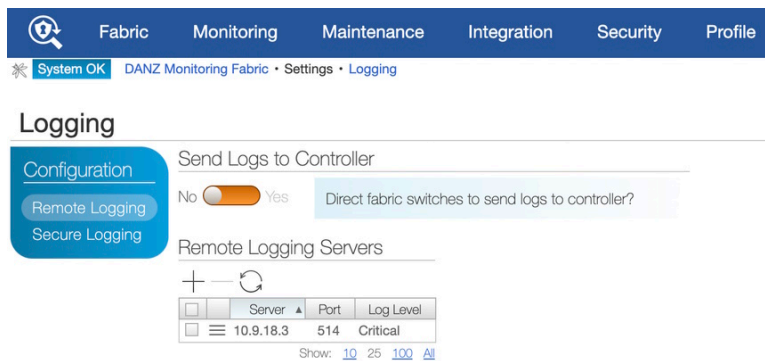 Fabric Monitoring Maintenance Integration Security Profile
System OK DANZ Monitoring Fabric • Settings • Logging
Logging
Configuration
Remote Logging
Secure Logging
Send Logs to Controller
No Yes Direct fabric switches to send logs to controller?
Remote Logging Servers
Server ▲ Port Log Level
10.9.18.3 514 Critical
Show: 10 25 100 All